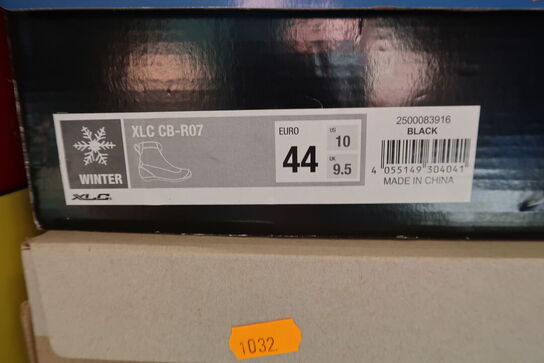 WINTER
XLC
XLC CB-R07
EURO
44
US
10
UK
9.5
2500083916
BLACK
4 055149 304041
MADE IN CHINA
1032